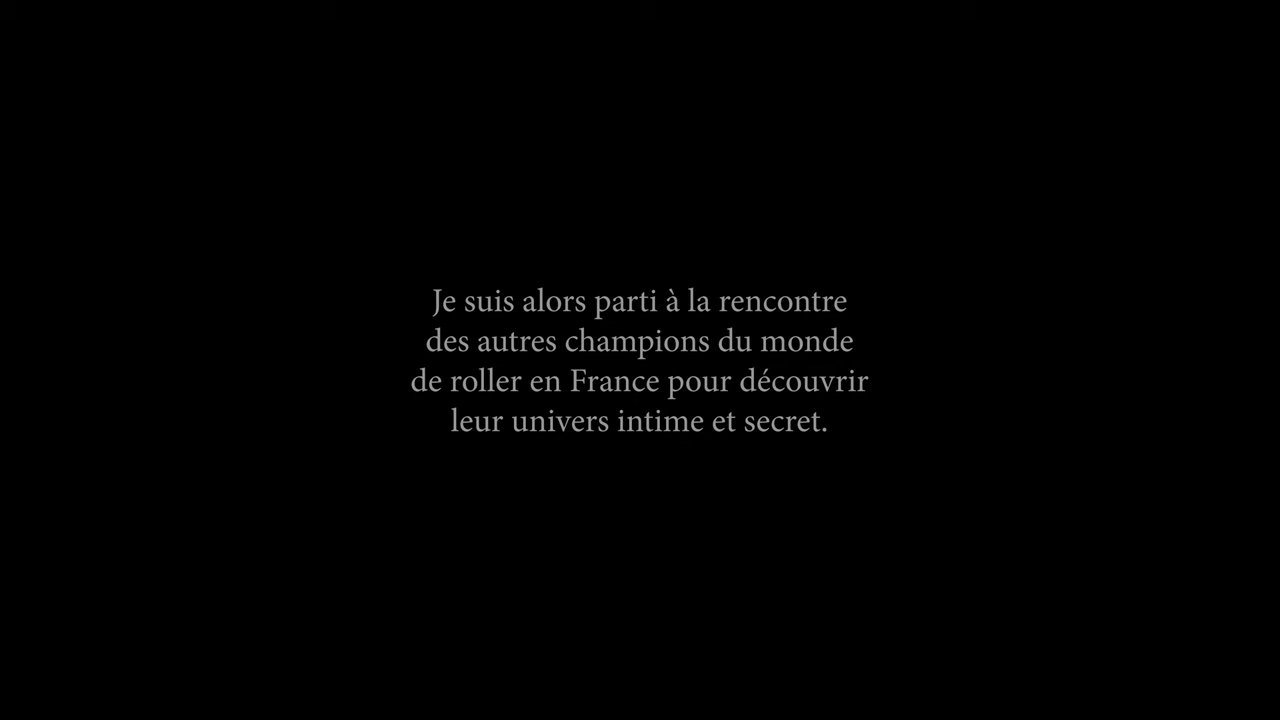 Je suis alors parti à la rencontre
des autres champions du monde
de roller en France pour découvrir
leur univers intime et secret.